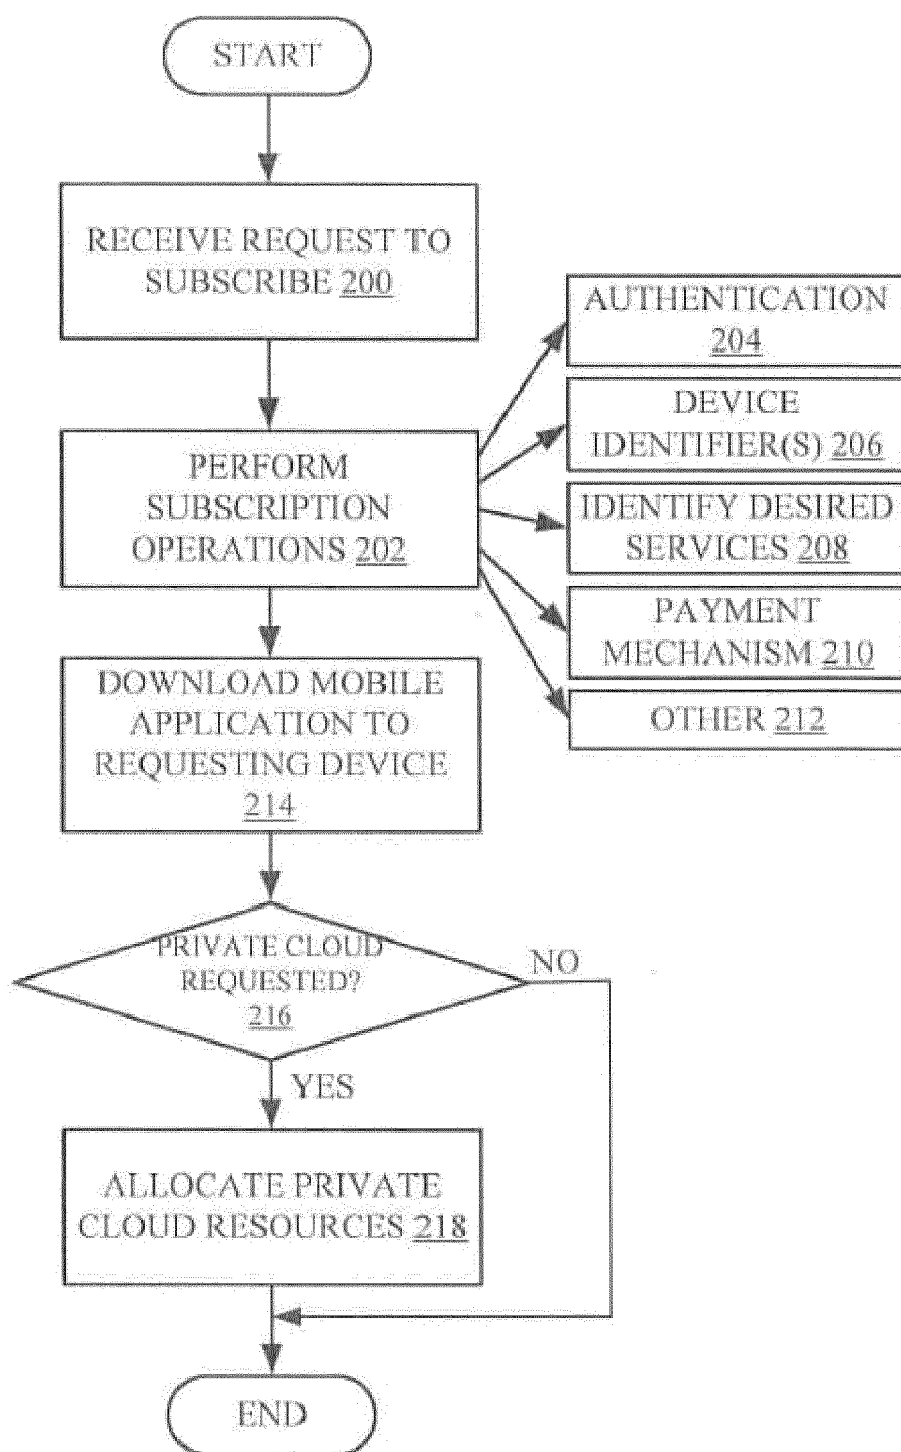 START
RECEIVE REQUEST TO
SUBSCRIBE 200
PERFORM
SUBSCRIPTION
OPERATIONS 202
AUTHENTICATION
204
DEVICE
IDENTIFIER(S) 206
IDENTIFY DESIRED
SERVICES 208
PAYMENT
MECHANISM 210
OTHER 212
DOWNLOAD MOBILE
APPLICATION TO
REQUESTING DEVICE
214
PRIVATE CLOUD
REQUESTED?
216
NO
YES
ALLOCATE PRIVATE
CLOUD RESOURCES 218
END